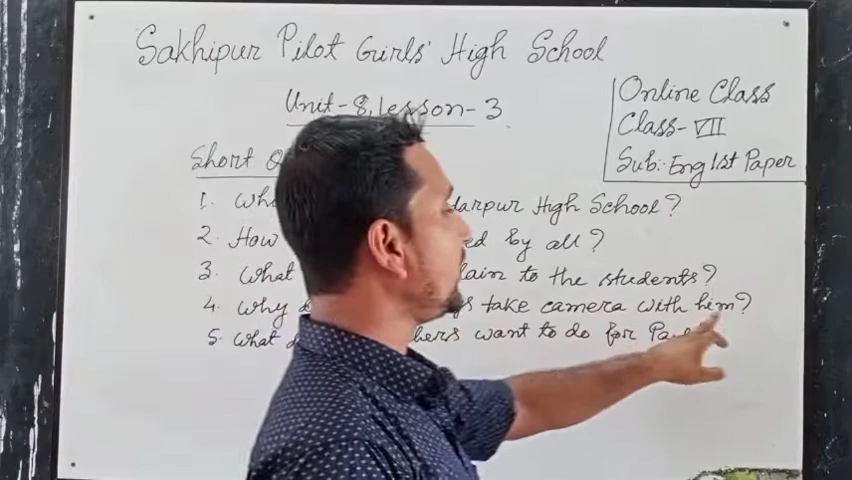 Sakhipur Pilot Girls' High School
Unit-8, lesson-3
Online Class
Class-VII
Sub: Eng 1st Paper
Short
1. darpur High School?
2. How ed by all?
3. What lain to the students?
4. Why take camera with him?
5. What want to do for